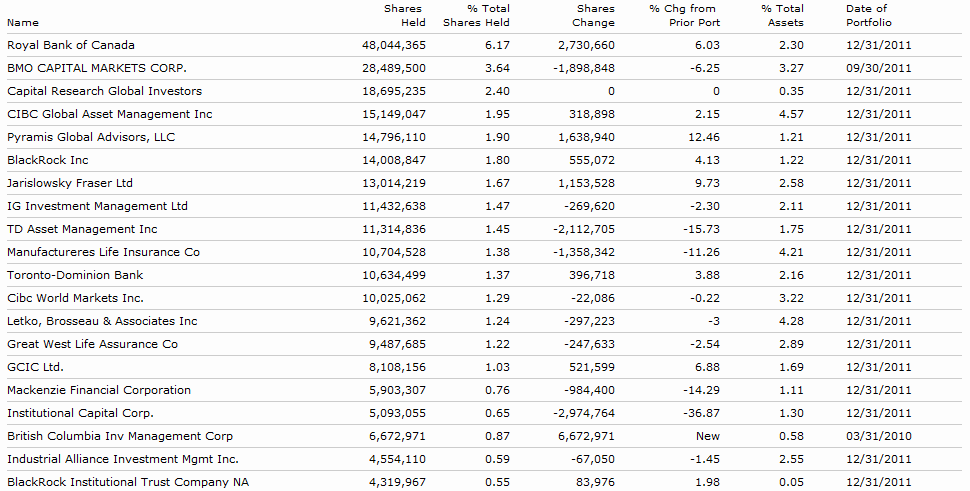 Name Shares Held % Total Shares Held Shares Change % Chg from Prior Port % Total Assets Date of Portfolio
Royal Bank of Canada 48,044,365 6.17 2,730,660 6.03 2.30 12/31/2011
BMO CAPITAL MARKETS CORP. 28,489,500 3.64 -1,898,848 -6.25 3.27 09/30/2011
Capital Research Global Investors 18,695,235 2.40 0 0 0.35 12/31/2011
CIBC Global Asset Management Inc 15,149,047 1.95 318,898 2.15 4.57 12/31/2011
Pyramis Global Advisors, LLC 14,796,110 1.90 1,638,940 12.46 1.21 12/31/2011
BlackRock Inc 14,008,847 1.80 555,072 4.13 1.22 12/31/2011
Jarislowsky Fraser Ltd 13,014,219 1.67 1,153,528 9.73 2.58 12/31/2011
IG Investment Management Ltd 11,432,638 1.47 -269,620 -2.30 2.11 12/31/2011
TD Asset Management Inc 11,314,836 1.45 -2,112,705 -15.73 1.75 12/31/2011
Manufactureres Life Insurance Co 10,704,528 1.38 -1,358,342 -11.26 4.21 12/31/2011
Toronto-Dominion Bank 10,634,499 1.37 396,718 3.88 2.16 12/31/2011
Cibc World Markets Inc. 10,025,062 1.29 -22,086 -0.22 3.22 12/31/2011
Letko, Brosseau & Associates Inc 9,621,362 1.24 -297,223 -3 4.28 12/31/2011
Great West Life Assurance Co 9,487,685 1.22 -247,633 -2.54 2.89 12/31/2011
GCIC Ltd. 8,108,156 1.03 521,599 6.88 1.69 12/31/2011
Mackenzie Financial Corporation 5,903,307 0.76 -984,400 -14.29 1.11 12/31/2011
Institutional Capital Corp. 5,093,055 0.65 -2,974,764 -36.87 1.30 12/31/2011
British Columbia Inv Management Corp 6,672,971 0.87 6,672,971 New 0.58 03/31/2010
Industrial Alliance Investment Mgmt Inc. 4,554,110 0.59 -67,050 -1.45 2.55 12/31/2011
BlackRock Institutional Trust Company NA 4,319,967 0.55 83,976 1.98 0.05 12/31/2011